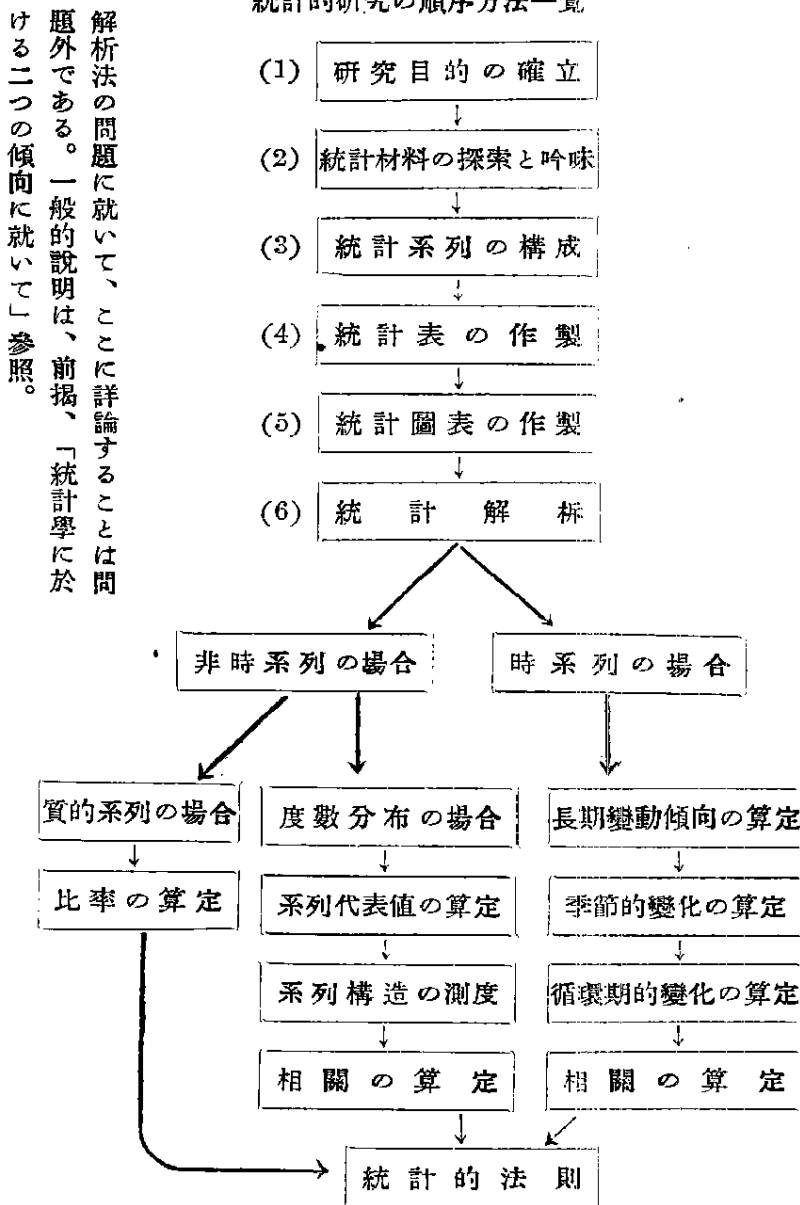 統計的研究の順序方法一覧
(1) 研究目的の確立
(2) 統計材料の探索と吟味
(3) 統計系列の構成
(4) 統計表の作製
(5) 統計圖表の作製
(6) 統計解析
非時系列の場合
時系列の場合
質的系列の場合
度數分布の場合
長期變動傾向の算定
比率の算定
系列代表値の算定
季節的變化の算定
系列構造の測度
循環期的變化の算定
相關の算定
相關の算定
統計的法則
解析法の問題に就いて、ここに詳論することは問
題外である。一般的說明は、前揭、「統計學に於
ける二つの傾向に就いて」參照。